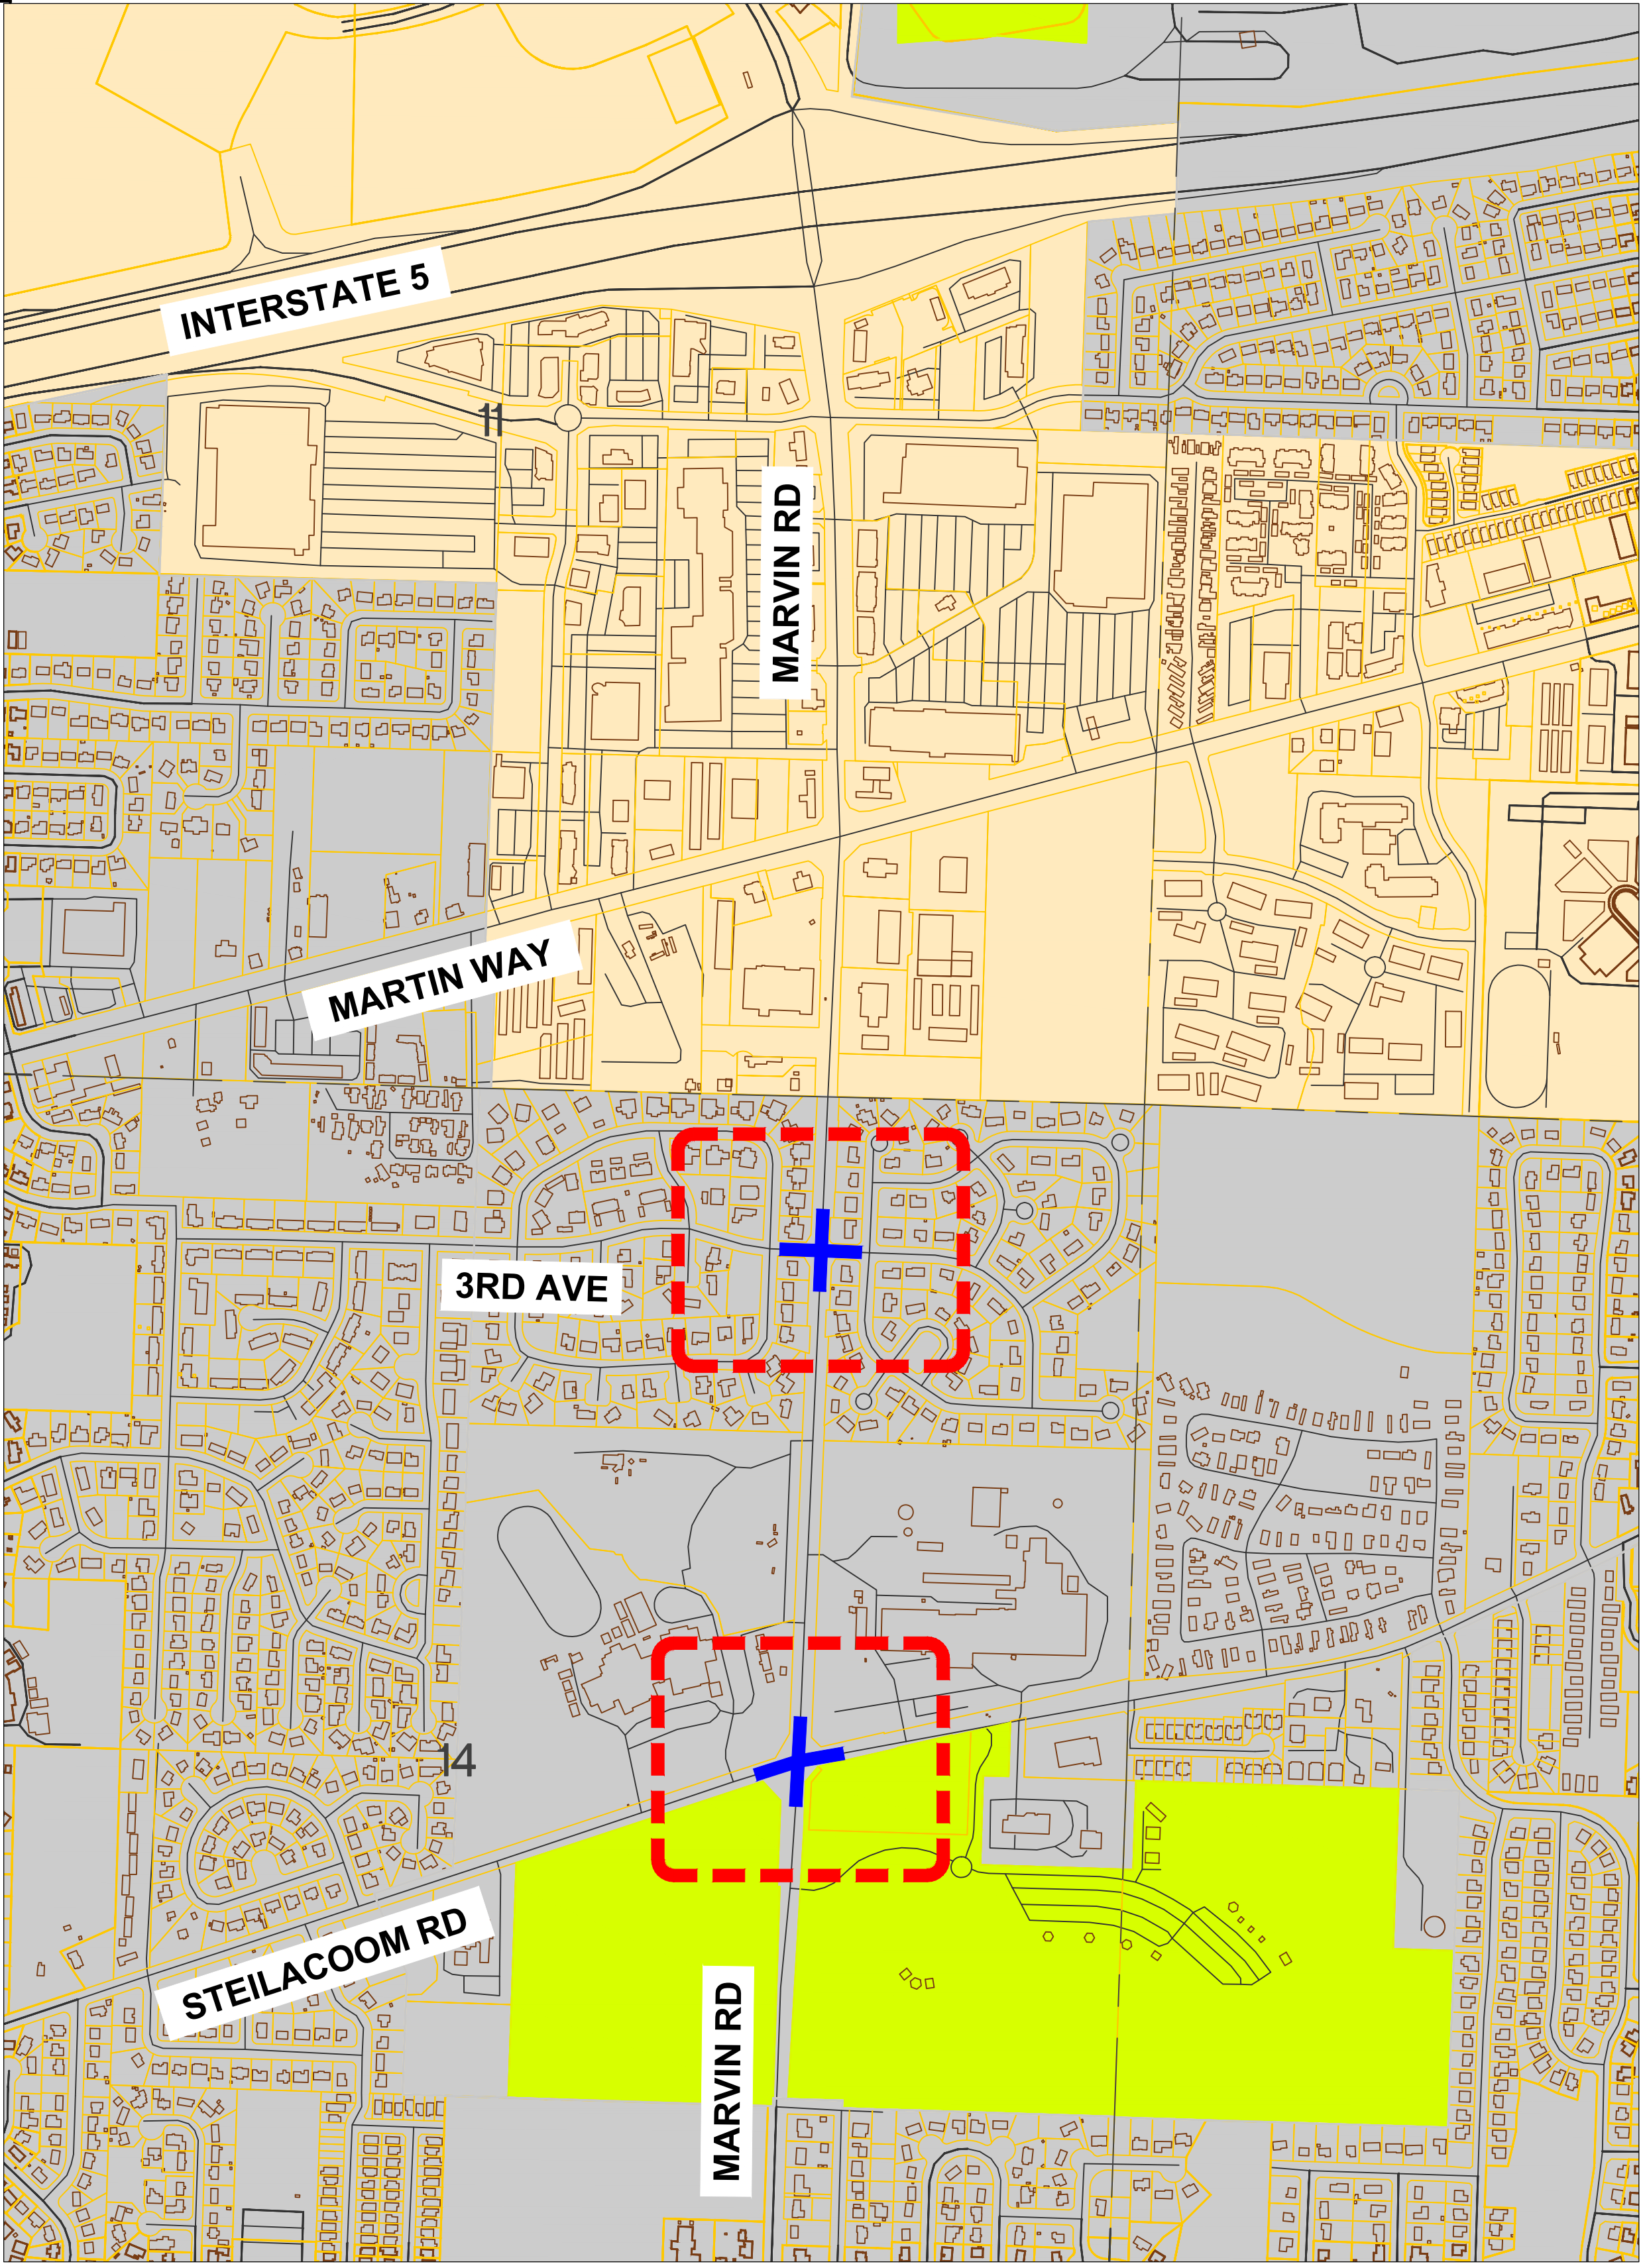 INTERSTATE 5
11
MARVIN RD
MARTIN WAY
3RD AVE
14
STEILACOOM RD
MARVIN RD